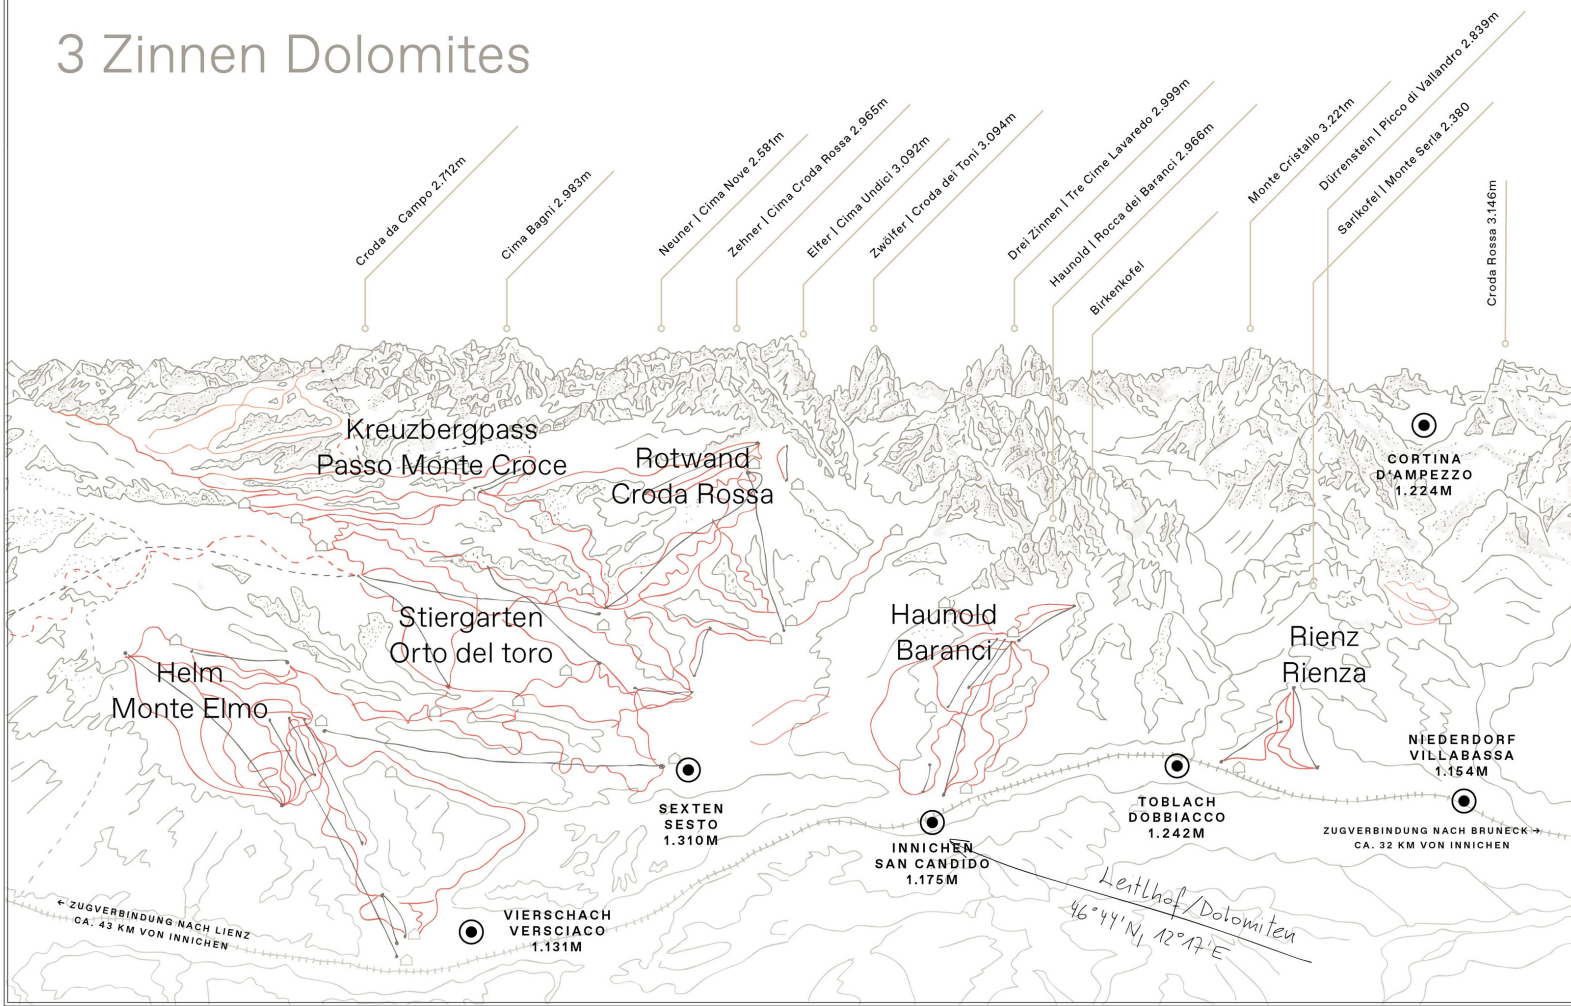 3 Zinnen Dolomites
Croda da Campo 2.712m
Cima Bagni 2.983m
Neuner | Cima Nove 2.581m
Zehner | Cima Croda Rossa 2.965m
Elfer | Cima Undici 3.092m
Zwölfer | Croda dei Toni 3.094m
Drei Zinnen | Tre Cime Lavaredo 2.999m
Haunold | Rocca dei Baranci 2.966m
Birkenkofel
Monte Cristallo 3.221m
Dürrenstein | Picco di Vallandro 2.839m
Sarlkofel | Monte Serla 2.380
Croda Rossa 3.146m
Kreuzbergpass
Passo Monte Croce
Rotwand
Croda Rossa
CORTINA
D'AMPEZZO
1.224M
Stiergarten
Orto del toro
Haunold
Baranci
Rienz
Rienza
Helm
Monte Elmo
NIEDERDORF
VILLABASSA
1.154M
SEXTEN
SESTO
1.310M
TOBLACH
DOBBIACCO
1.242M
ZUGVERBINDUNG NACH BRUNECK →
CA. 32 KM VON INNICHEN
INNICHEN
SAN CANDIDO
1.175M
Leitlhof/Dolomiten
46°44'N, 12°17'E
← ZUGVERBINDUNG NACH LIENZ
CA. 43 KM VON INNICHEN
VIERSCHACH
VERSCIACO
1.131M